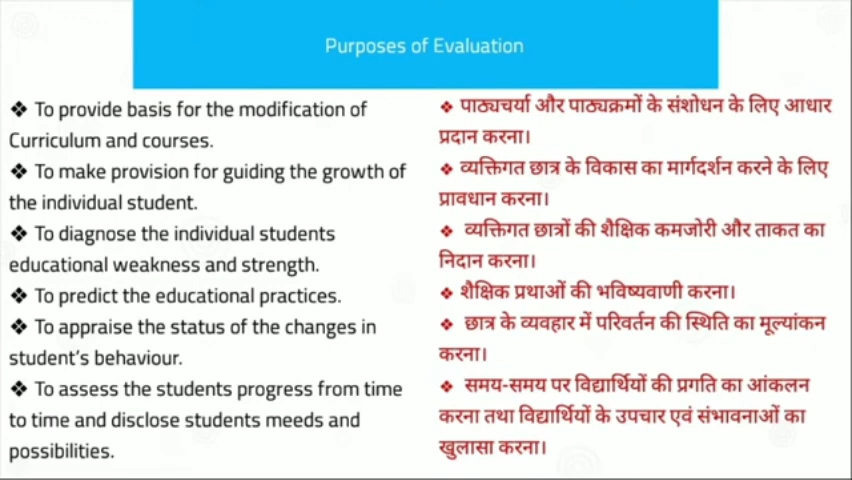 Purposes of Evaluation
❖ To provide basis for the modification of
Curriculum and courses.
❖ To make provision for guiding the growth of
the individual student.
❖ To diagnose the individual students
educational weakness and strength.
❖ To predict the educational practices.
❖ To appraise the status of the changes in
student's behaviour.
❖ To assess the students progress from time
to time and disclose students meeds and
possibilities.
❖ पाठ्यचर्या और पाठ्यक्रमों के संशोधन के लिए आधार
प्रदान करना।
❖ व्यक्तिगत छात्र के विकास का मार्गदर्शन करने के लिए
प्रावधान करना।
❖ व्यक्तिगत छात्रों की शैक्षिक कमजोरी और ताकत का
निदान करना।
❖ शैक्षिक प्रथाओं की भविष्यवाणी करना।
❖ छात्र के व्यवहार में परिवर्तन की स्थिति का मूल्यांकन
करना।
❖ समय-समय पर विद्यार्थियों की प्रगति का आंकलन
करना तथा विद्यार्थियों के उपचार एवं संभावनाओं का
खुलासा करना।